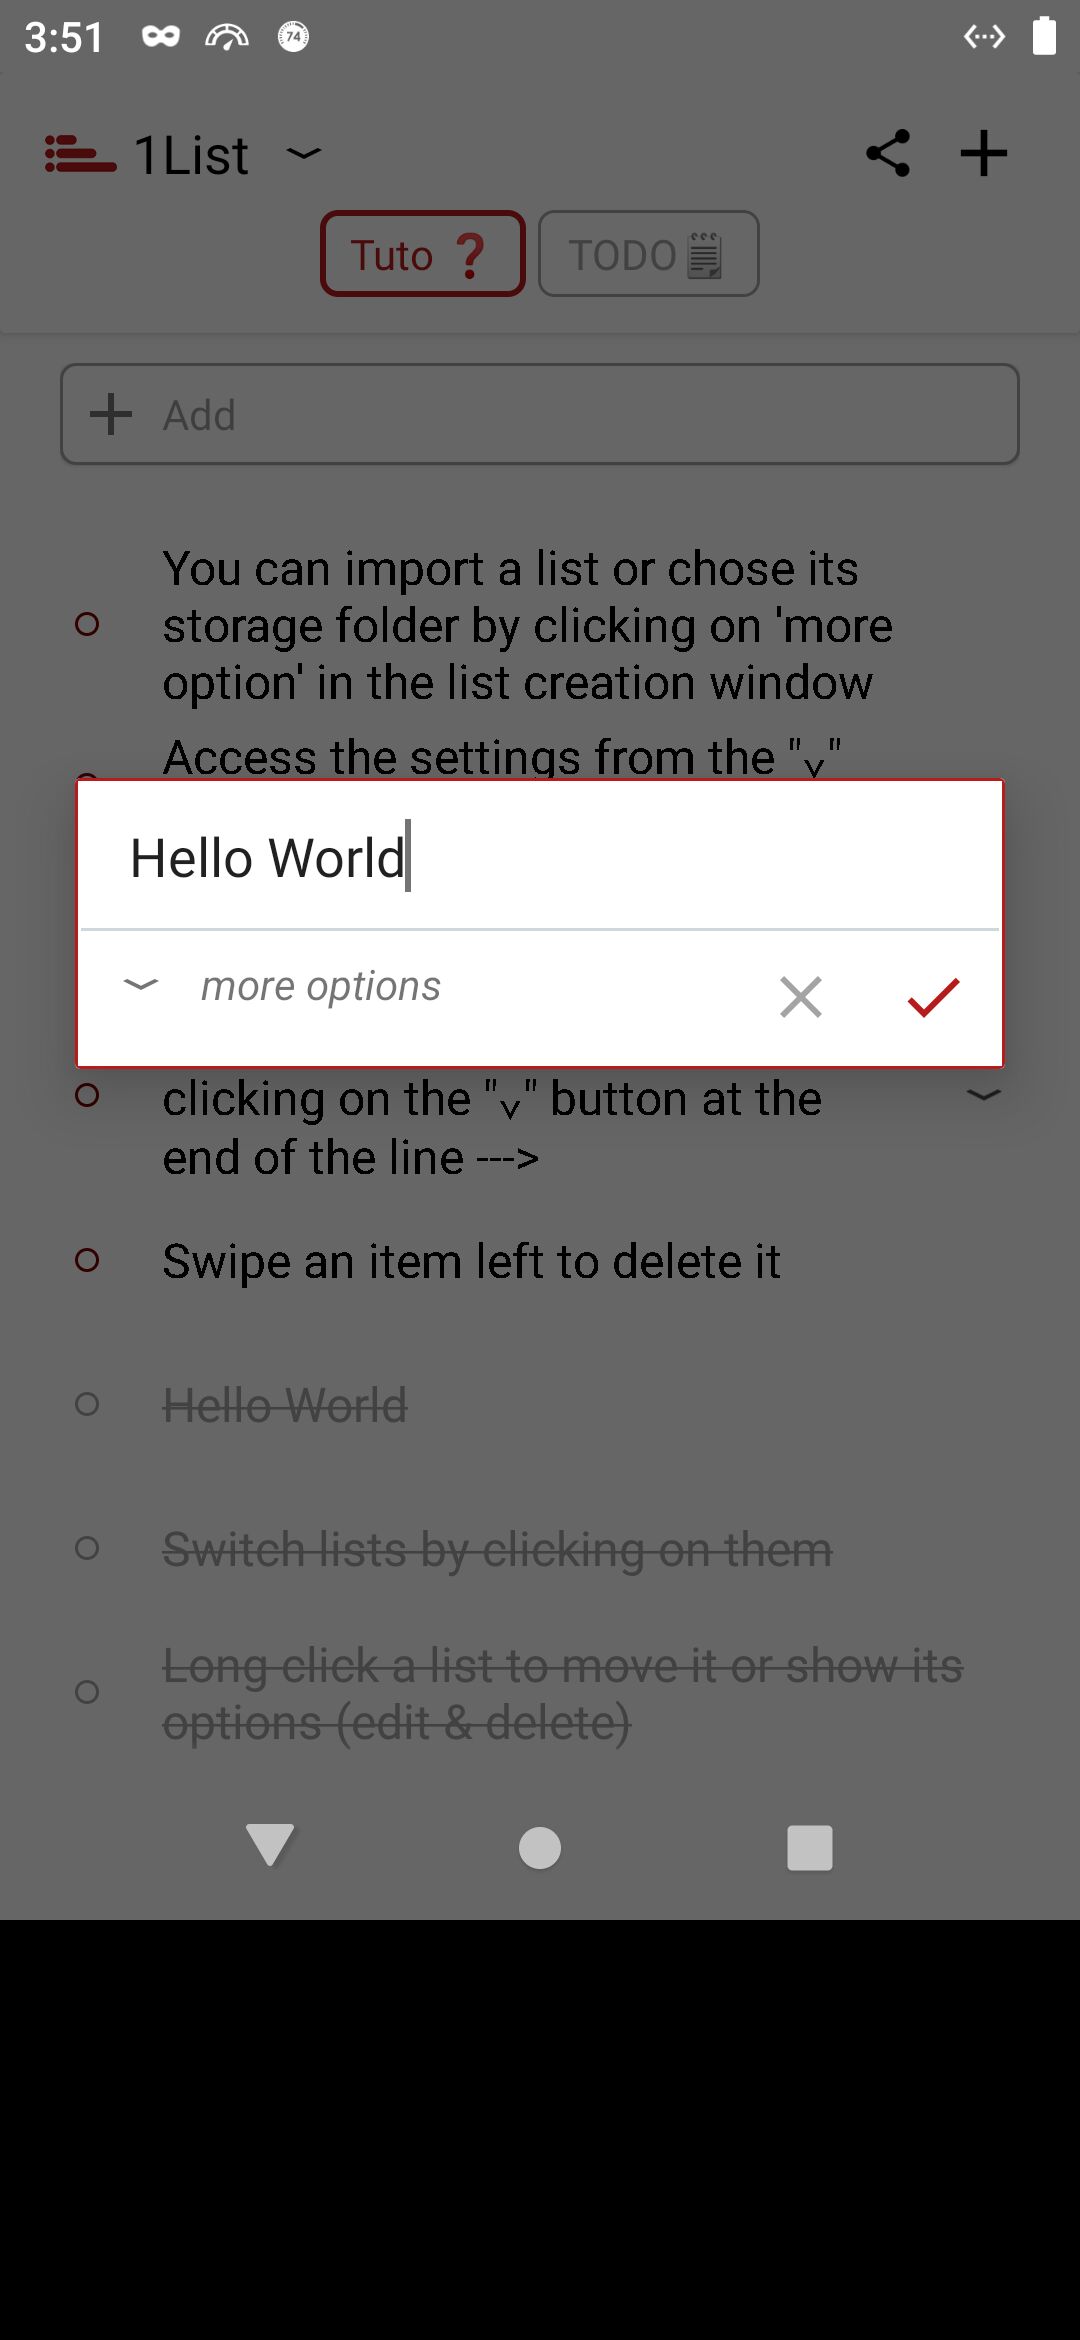 3:51
74
1List
Tuto ❓
TODO
Add
You can import a list or chose its
storage folder by clicking on 'more
option' in the list creation window
Access the settings from the "˯"
Hello World
more options
clicking on the "˯" button at the
end of the line --->
Swipe an item left to delete it
Hello World
Switch lists by clicking on them
Long click a list to move it or show its
options (edit & delete)